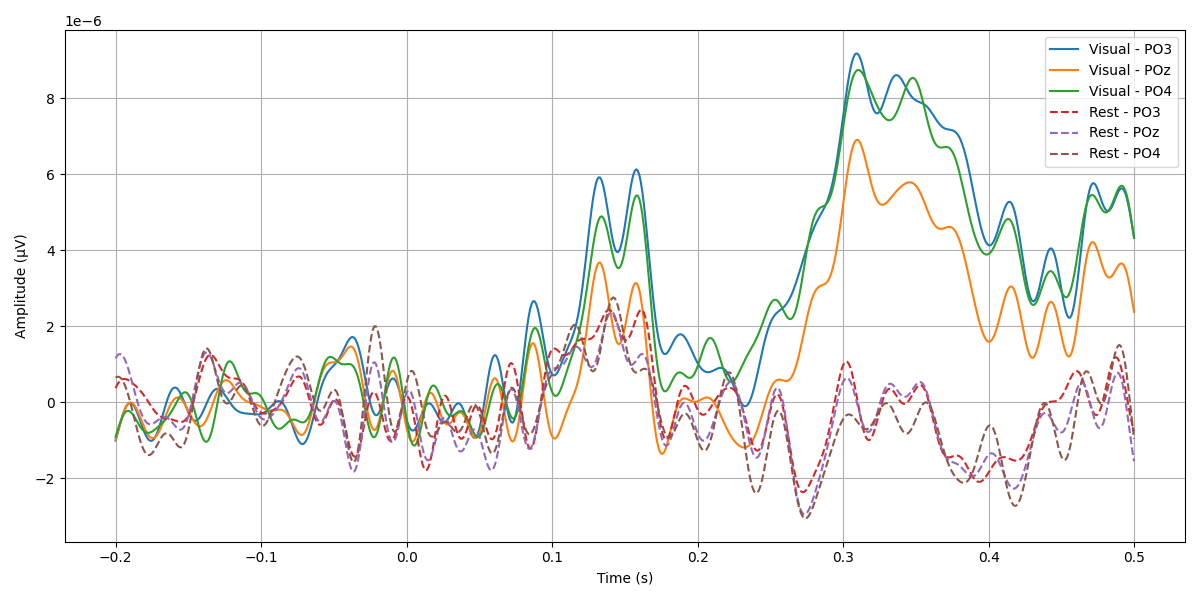 1e−6
Visual - PO3
Visual - POz
Visual - PO4
Rest - PO3
Rest - POz
Rest - PO4
8
6
4
2
0
−2
Amplitude (µV)
−0.2 −0.1 0.0 0.1 0.2 0.3 0.4 0.5
Time (s)